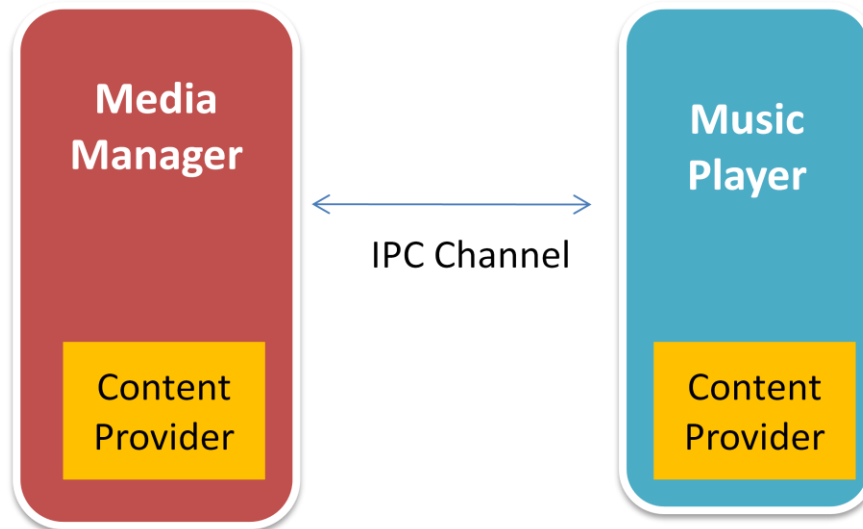 Media
Manager
Music
Player
IPC Channel
Content
Provider
Content
Provider